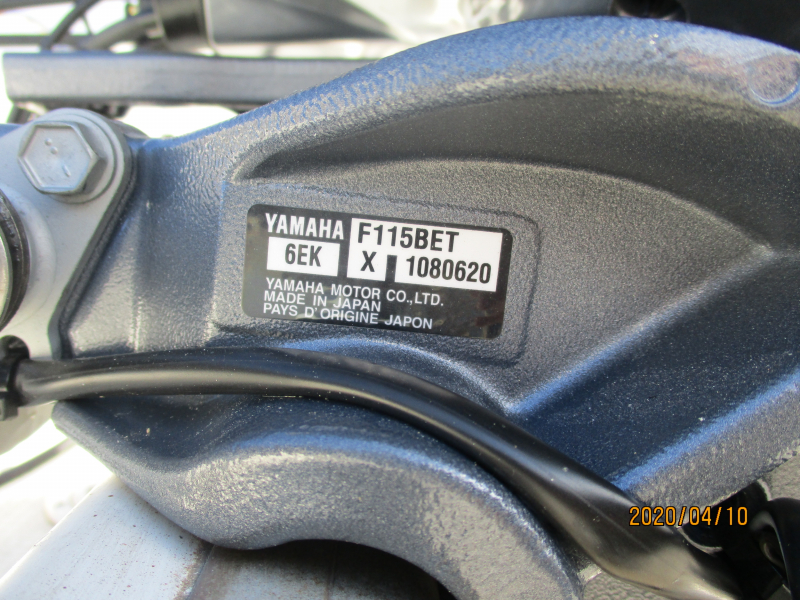 YAMAHA F115BET
6EK X 1080620
YAMAHA MOTOR CO.,LTD.
MADE IN JAPAN
PAYS D'ORIGINE JAPON
2020/04/10